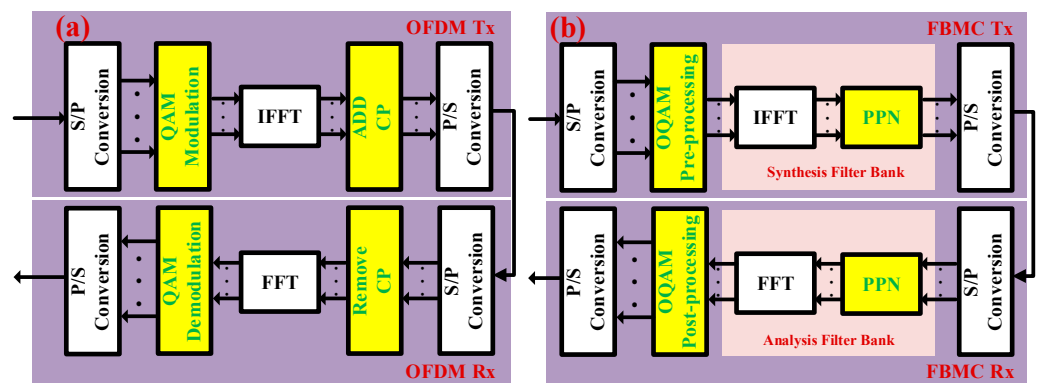 (a)
OFDM Tx
S/P
Conversion
QAM
Modulation
IFFT
ADD
CP
P/S
Conversion
P/S
Conversion
QAM
Demodulation
FFT
Remove
CP
S/P
Conversion
OFDM Rx
(b)
FBMC Tx
S/P
Conversion
OQAM
Pre-processing
IFFT
PPN
Synthesis Filter Bank
P/S
Conversion
P/S
Conversion
OQAM
Post-processing
FFT
PPN
Analysis Filter Bank
S/P
Conversion
FBMC Rx